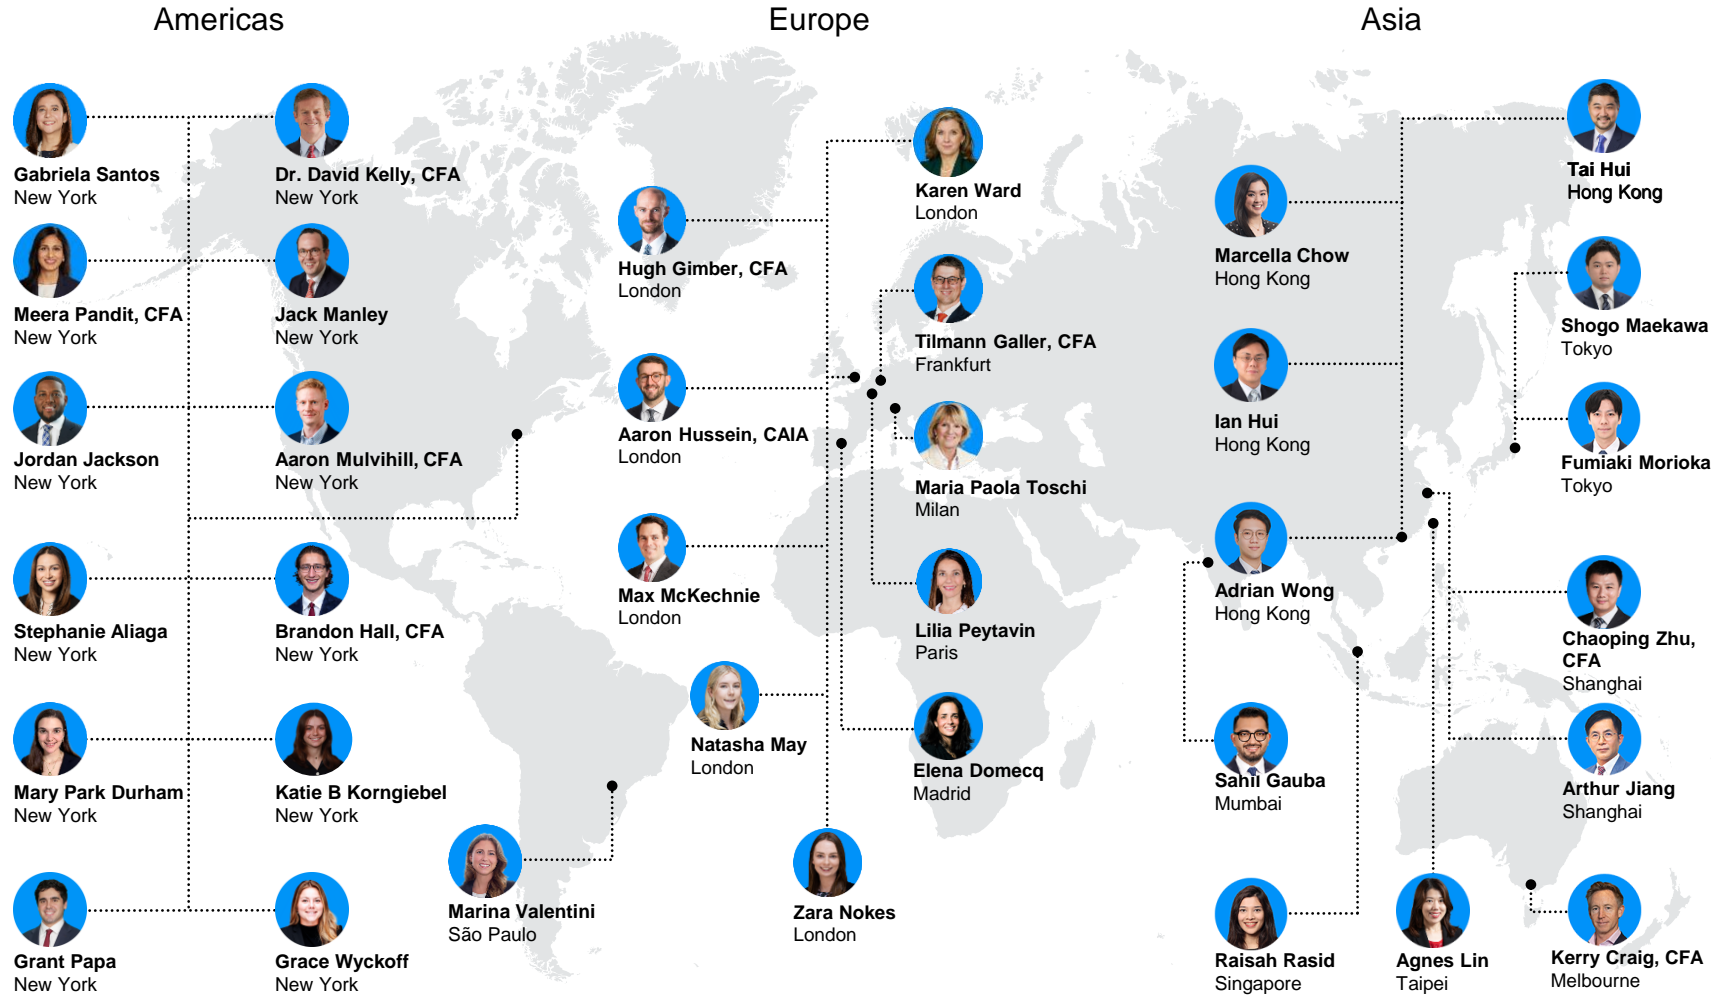 Americas
Gabriela Santos
New York
Dr. David Kelly, CFA
New York
Meera Pandit, CFA
New York
Jack Manley
New York
Jordan Jackson
New York
Aaron Mulvihill, CFA
New York
Stephanie Aliaga
New York
Brandon Hall, CFA
New York
Mary Park Durham
New York
Katie B Korngiebel
New York
Grant Papa
New York
Grace Wyckoff
New York
Marina Valentini
São Paulo
Europe
Karen Ward
London
Hugh Gimber, CFA
London
Tilmann Galler, CFA
Frankfurt
Aaron Hussein, CAIA
London
Maria Paola Toschi
Milan
Max McKechnie
London
Lilia Peytavin
Paris
Natasha May
London
Elena Domecq
Madrid
Zara Nokes
London
Asia
Tai Hui
Hong Kong
Marcella Chow
Hong Kong
Shogo Maekawa
Tokyo
Ian Hui
Hong Kong
Fumiaki Morioka
Tokyo
Adrian Wong
Hong Kong
Chaoping Zhu,
CFA
Shanghai
Sahil Gauba
Mumbai
Arthur Jiang
Shanghai
Raisah Rasid
Singapore
Agnes Lin
Taipei
Kerry Craig, CFA
Melbourne